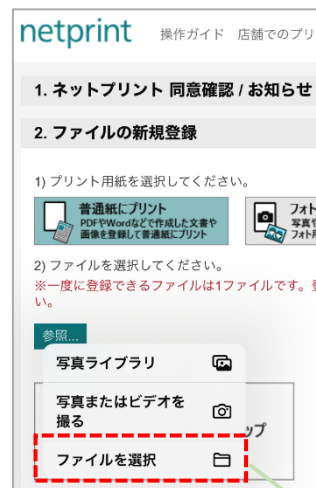 netprint 操作ガイド 店舗でのプリ
1. ネットプリント 同意確認 / お知らせ
2. ファイルの新規登録
1) プリント用紙を選択してください。
普通紙にプリント
PDFやWordなどで作成した文書や
画像を登録して普通紙にプリント
フォト
写真や
フォト用
2) ファイルを選択してください。
※一度に登録できるファイルは1ファイルです。登
い。
参照...
写真ライブラリ
写真またはビデオを
撮る
ップ
ファイルを選択